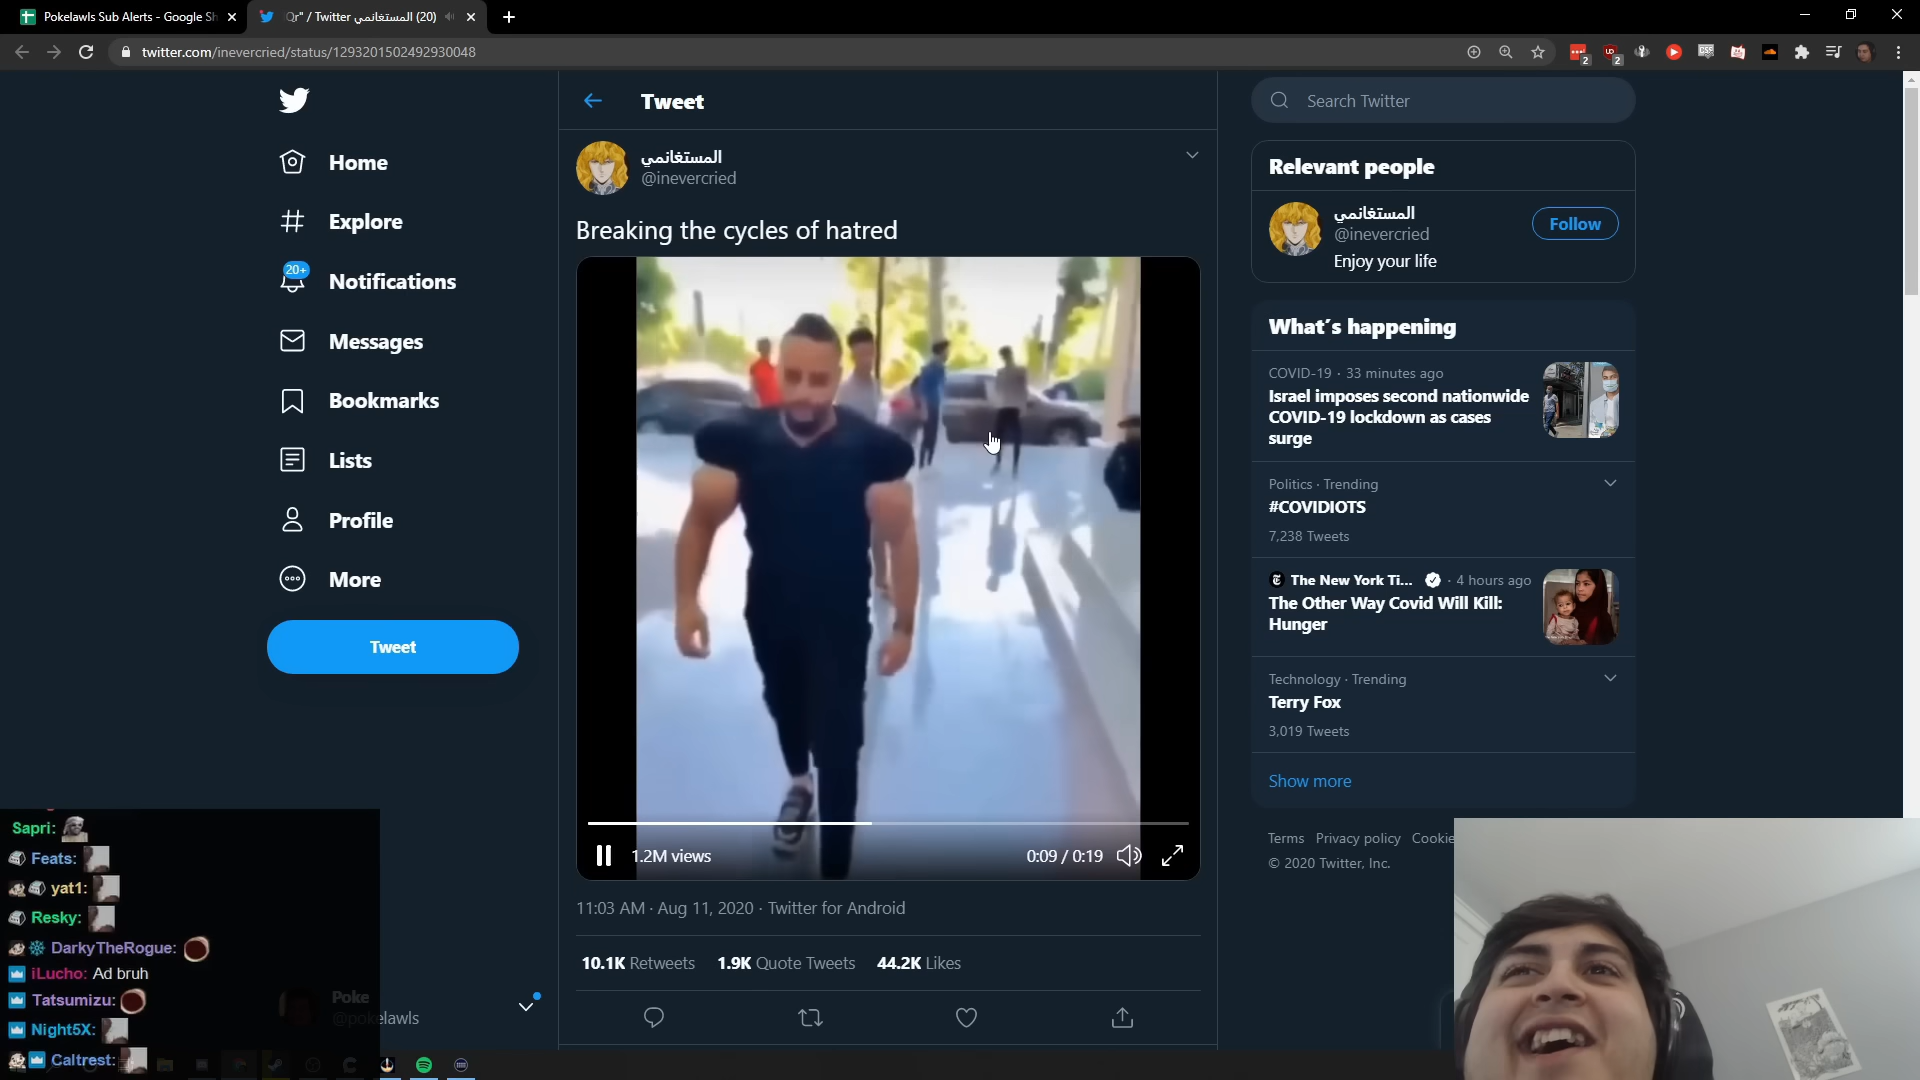 Pokelawls Sub Alerts - Google Sh
(20) المستغانمي Qr" / Twitter
twitter.com/inevercried/status/1293201502492930048
Home
Explore
20+
Notifications
Messages
Bookmarks
Lists
Profile
More
Tweet
Poke
@pokelawls
Tweet
المستغانمي
@inevercried
Breaking the cycles of hatred
1.2M views
0:09 / 0:19
11:03 AM · Aug 11, 2020 · Twitter for Android
10.1K Retweets 1.9K Quote Tweets 44.2K Likes
Search Twitter
Relevant people
المستغانمي
@inevercried
Follow
Enjoy your life
What's happening
COVID-19 · 33 minutes ago
Israel imposes second nationwide
COVID-19 lockdown as cases
surge
Politics · Trending
#COVIDIOTS
7,238 Tweets
The New York Ti... · 4 hours ago
The Other Way Covid Will Kill:
Hunger
Technology · Trending
Terry Fox
3,019 Tweets
Show more
Terms Privacy policy Cookie
© 2020 Twitter, Inc.
Sapri:
Feats:
yat1:
Resky:
DarkyTheRogue:
iLucho: Ad bruh
Tatsumizu:
Night5X:
Caltrest: